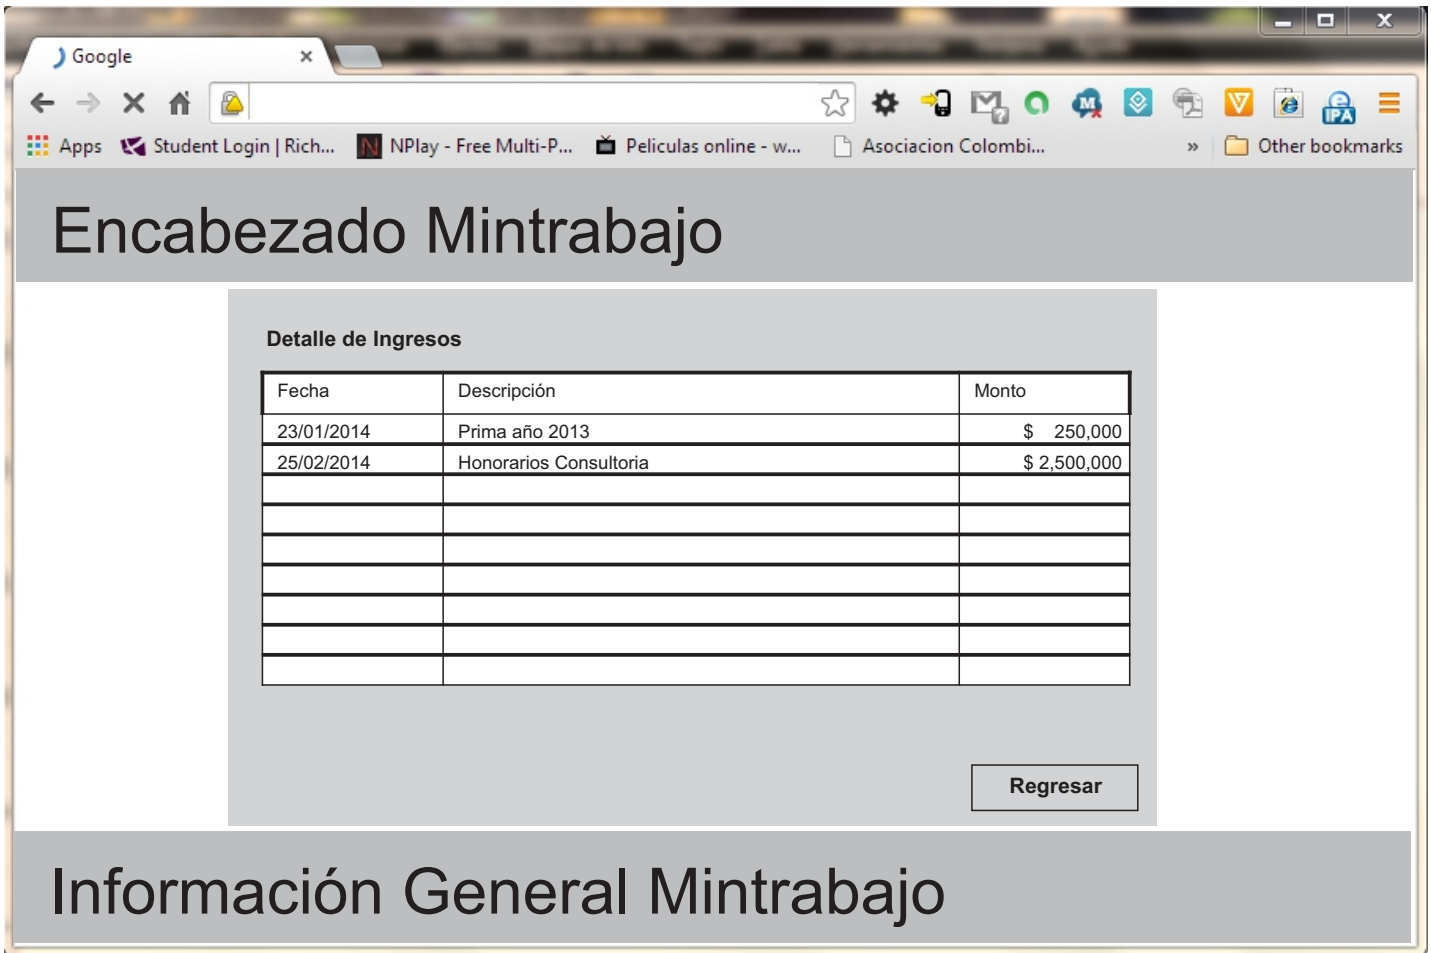 Google
Apps Student Login | Rich... NPlay - Free Multi-P... Peliculas online - w... Asociacion Colombi... » Other bookmarks
Encabezado Mintrabajo
Detalle de Ingresos
Fecha Descripción Monto
23/01/2014 Prima año 2013 $ 250,000
25/02/2014 Honorarios Consultoria $ 2,500,000
Regresar
Información General Mintrabajo